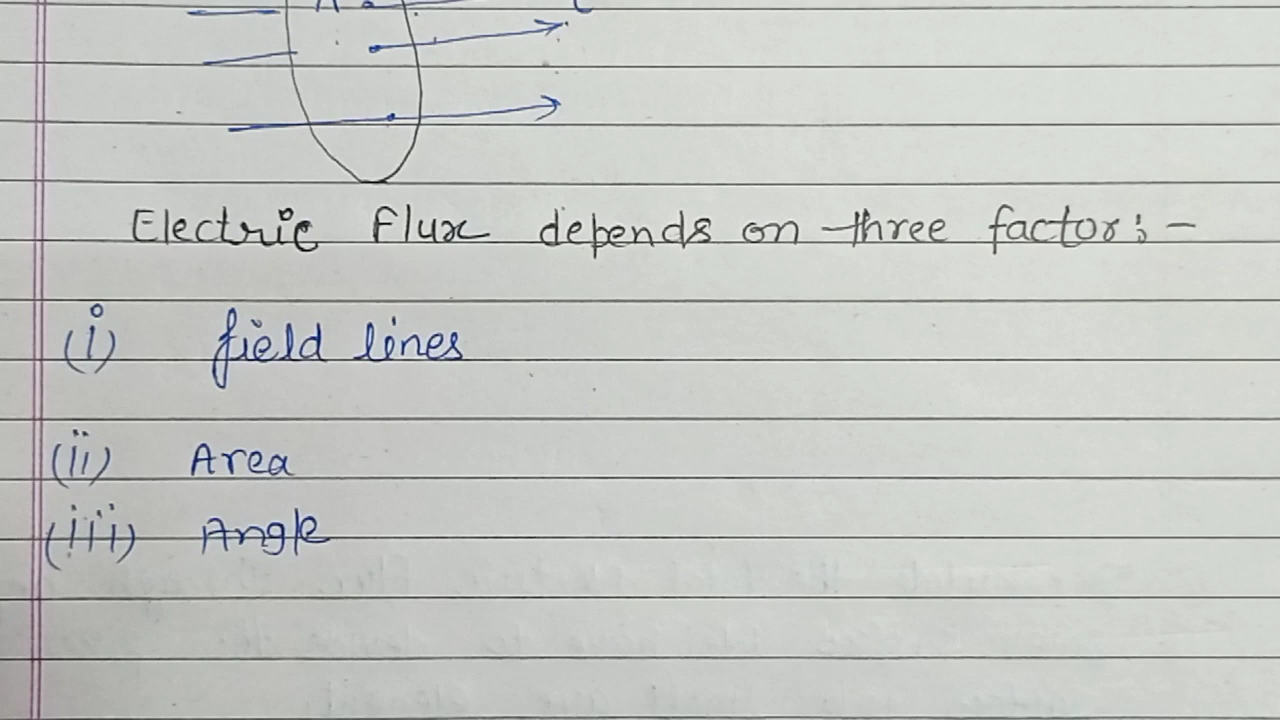 Electric Flux depends on three factor:-
(i) field lines
(ii) Area
(iii) Angle